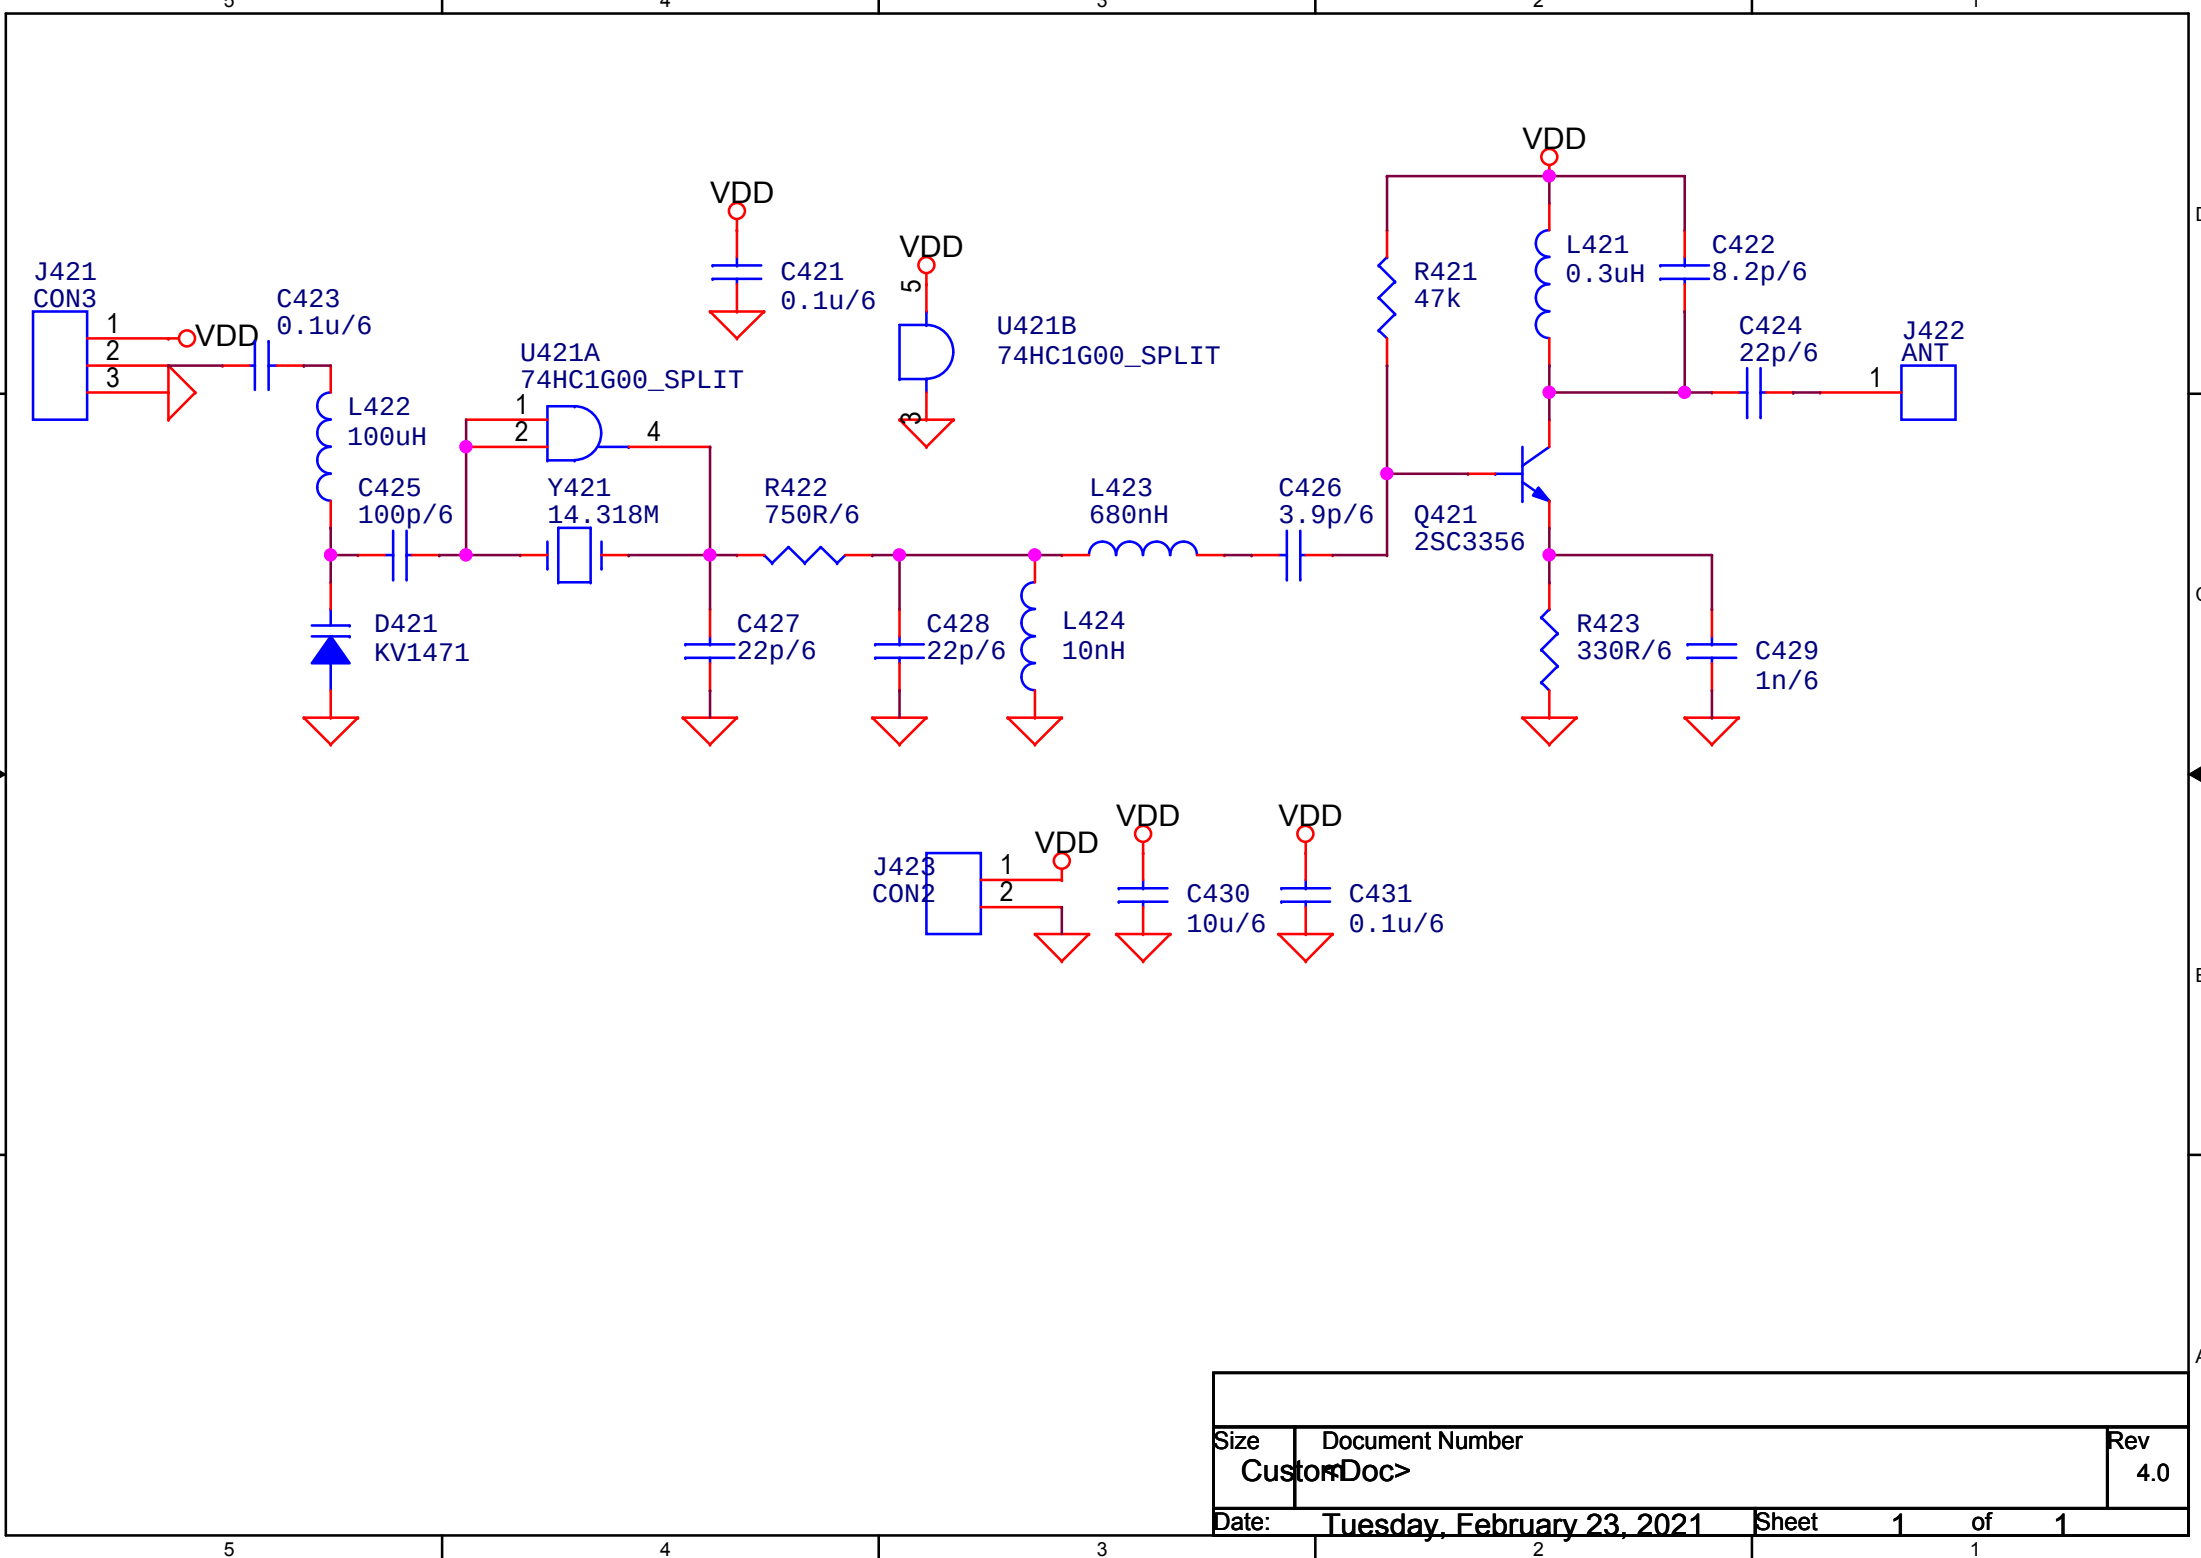 5 4 3 2 1
VDD
VDD
D
VDD
J421
CON3
C423
0.1u/6
C421
0.1u/6
5
R421
47k
L421
0.3uH
C422
8.2p/6
1
VDD
2
3
U421B
74HC1G00_SPLIT
C424
22p/6
J422
ANT
1
U421A
74HC1G00_SPLIT
1
2
4
3
L422
100uH
C425
100p/6
Y421
14.318M
R422
750R/6
L423
680nH
C426
3.9p/6
Q421
2SC3356
D421
KV1471
C427
22p/6
C428
22p/6
L424
10nH
R423
330R/6
C429
1n/6
C
VDD
VDD
VDD
J423
CON2
1
2
C430
10u/6
C431
0.1u/6
B
A
Size
Custom
Document Number
<Doc>
Rev
4.0
Date:
Tuesday, February 23, 2021
Sheet 1 of 1
5 4 3 2 1